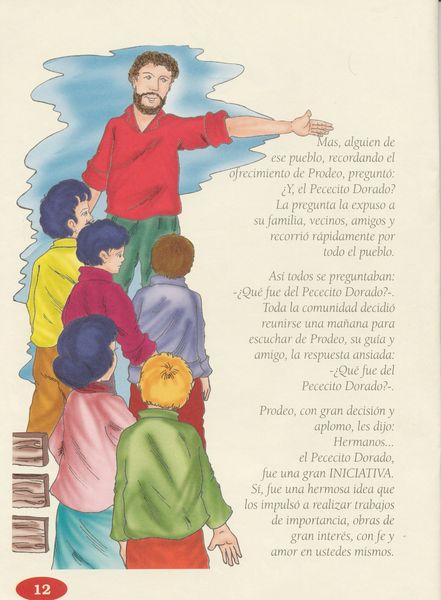 Mas, alguien de
ese pueblo, recordando el
ofrecimiento de Prodeo, preguntó:
¿Y, el Pececito Dorado?
La pregunta la expuso a
su familia, vecinos, amigos y
recorrió rápidamente por
todo el pueblo.
Así todos se preguntaban:
-¿Qué fue del Pececito Dorado?-.
Toda la comunidad decidió
reunirse una mañana para
escuchar de Prodeo, su guía y
amigo, la respuesta ansiada:
-¿Qué fue del
Pececito Dorado?-.
Prodeo, con gran decisión y
aplomo, les dijo:
Hermanos...
el Pececito Dorado,
fue una gran INICIATIVA.
Sí, fue una hermosa idea que
los impulsó a realizar trabajos
de importancia, obras de
gran interés, con fe y
amor en ustedes mismos.
12